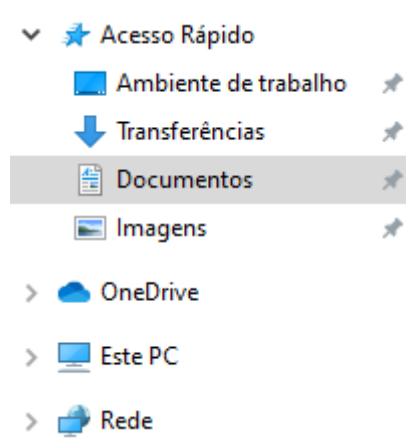 Acesso Rápido
Ambiente de trabalho
Transferências
Documentos
Imagens
OneDrive
Este PC
Rede